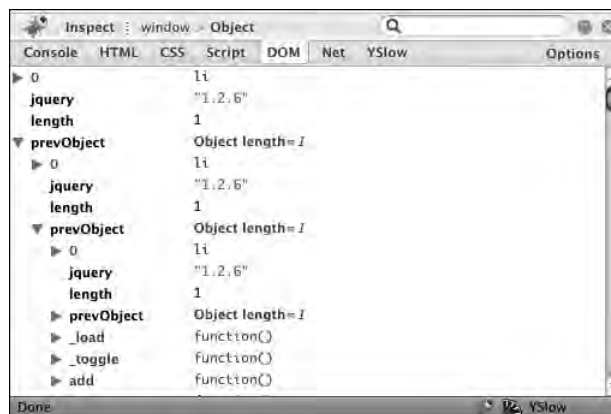 Inspect window > Object
Console HTML CSS Script DOM Net YSlow Options
0 li
jquery "1.2.6"
length 1
prevObject Object length=1
0 li
jquery "1.2.6"
length 1
prevObject Object length=1
0 li
jquery "1.2.6"
length 1
prevObject Object length=1
_load function()
_toggle function()
add function()
Done YSlow